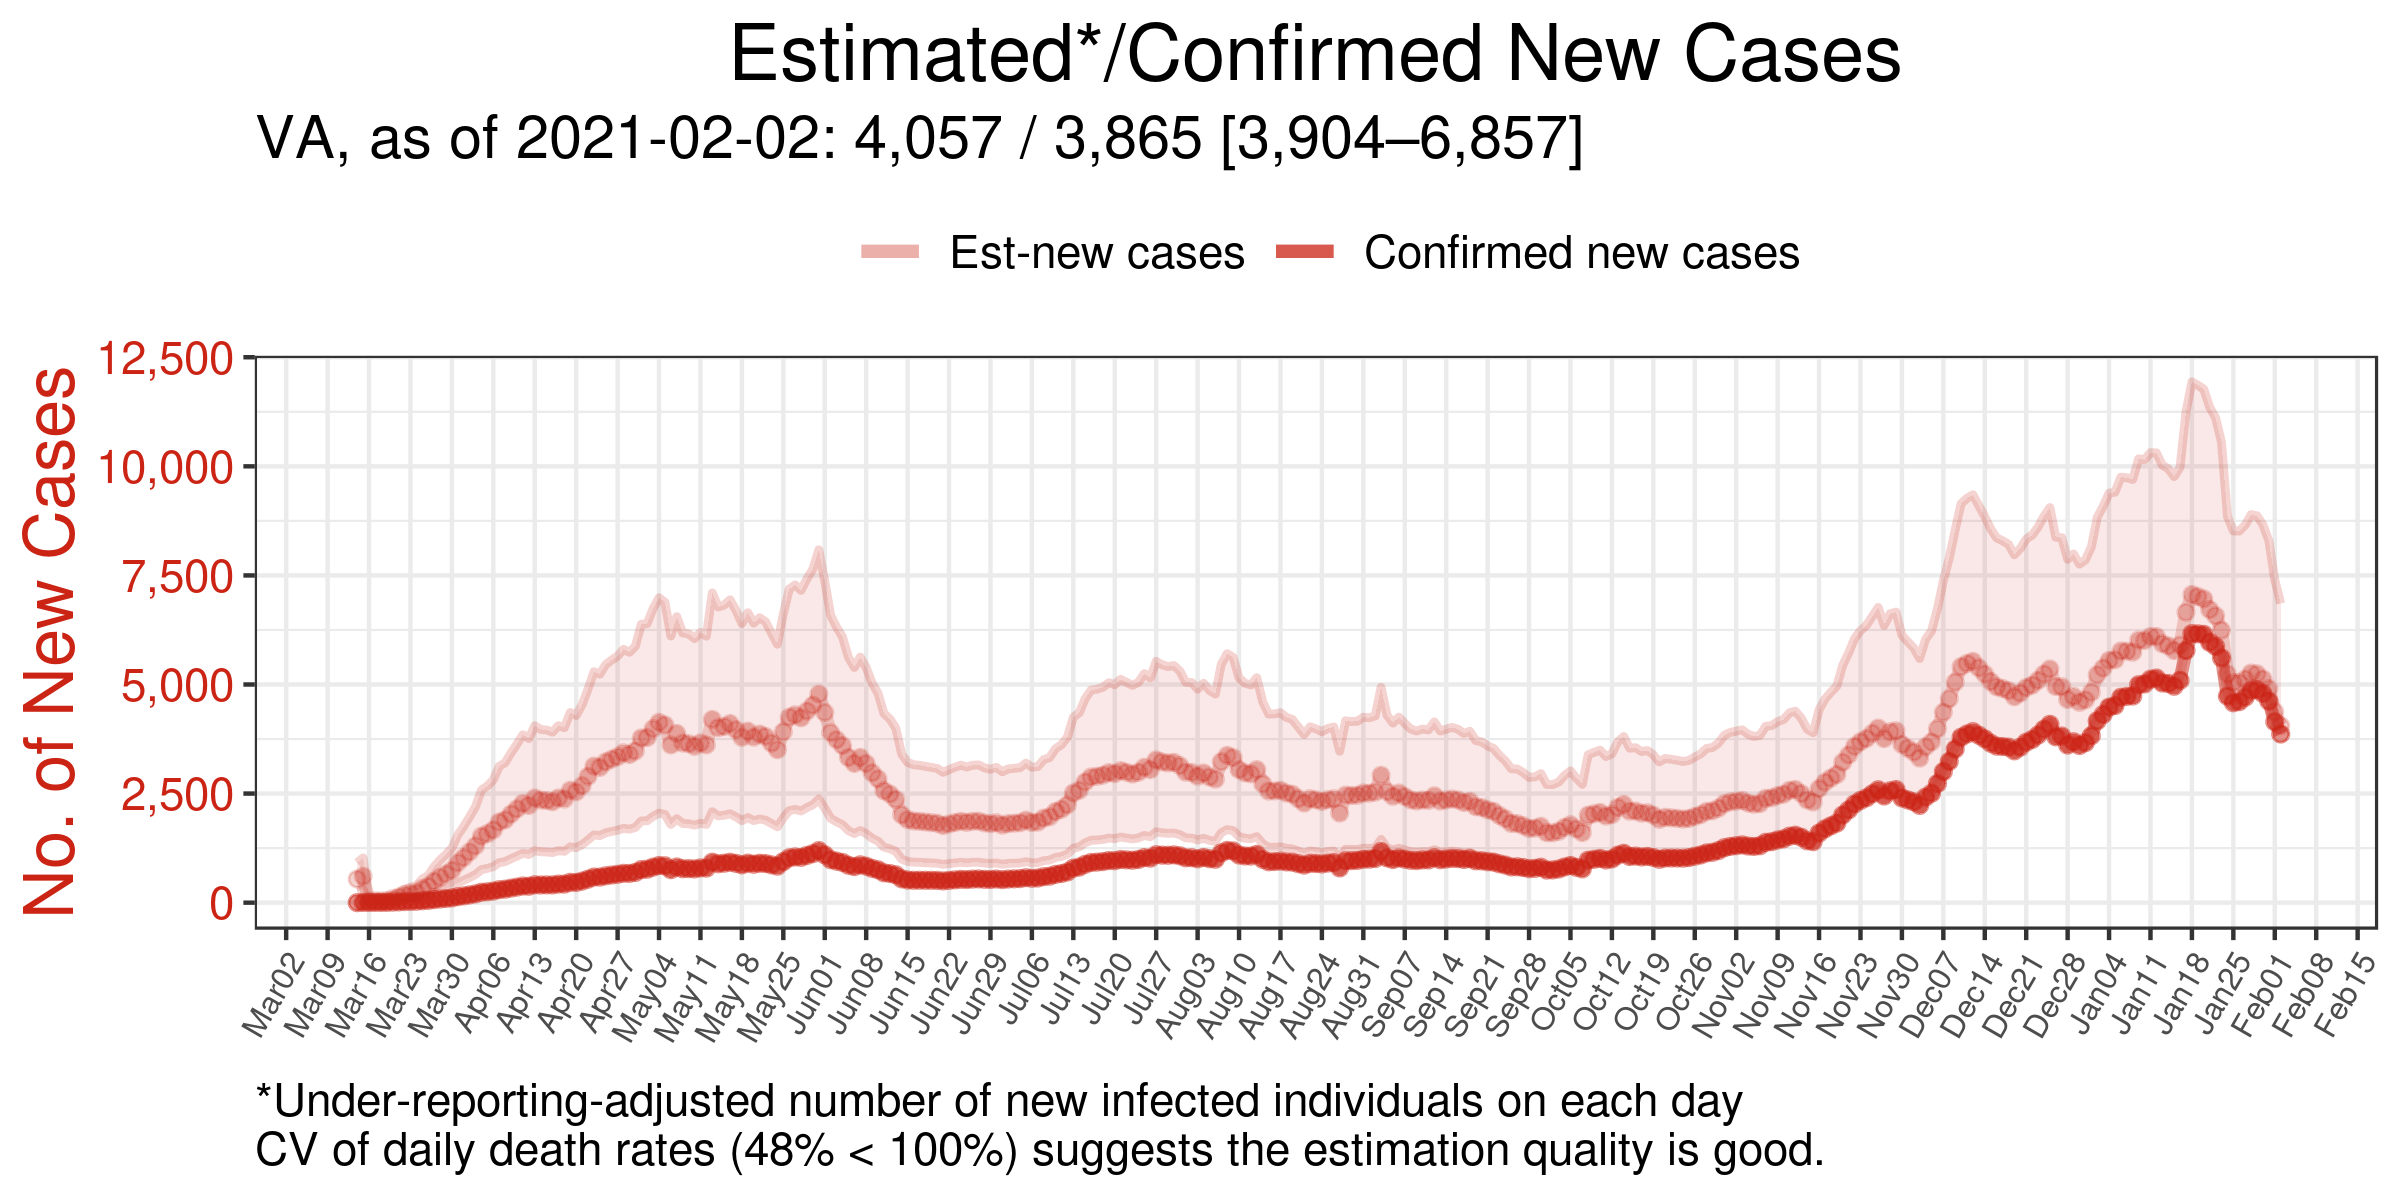 Estimated*/Confirmed New Cases
VA, as of 2021-02-02: 4,057 / 3,865 [3,904–6,857]
Est-new cases
Confirmed new cases
No. of New Cases
12,500
10,000
7,500
5,000
2,500
0
Mar02
Mar09
Mar16
Mar23
Mar30
Apr06
Apr13
Apr20
Apr27
May04
May11
May18
May25
Jun01
Jun08
Jun15
Jun22
Jun29
Jul06
Jul13
Jul20
Jul27
Aug03
Aug10
Aug17
Aug24
Aug31
Sep07
Sep14
Sep21
Sep28
Oct05
Oct12
Oct19
Oct26
Nov02
Nov09
Nov16
Nov23
Nov30
Dec07
Dec14
Dec21
Dec28
Jan04
Jan11
Jan18
Jan25
Feb01
Feb08
Feb15
*Under-reporting-adjusted number of new infected individuals on each day
CV of daily death rates (48% < 100%) suggests the estimation quality is good.